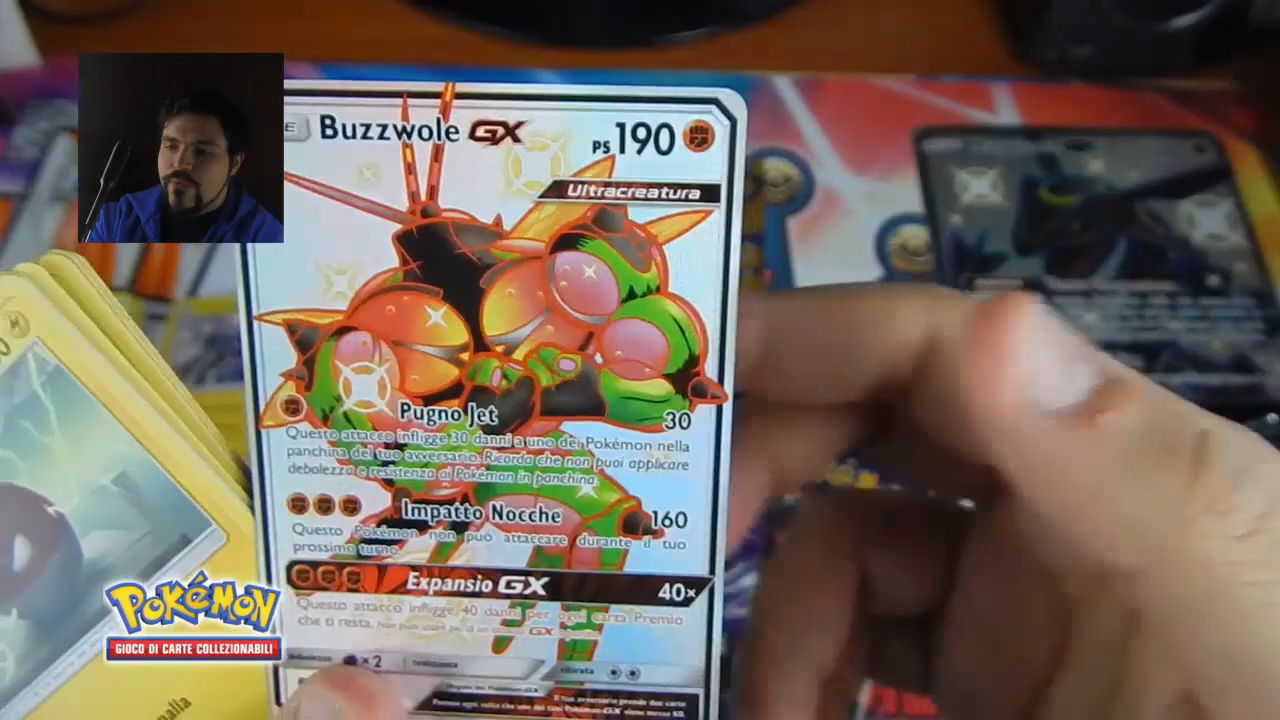 Buzzwole GX
PS 190
Ultracreatura
Pugno Jet 30
Questo attacco infligge 30 danni a uno dei Pokémon nella
panchina del tuo avversario. Ricorda che non puoi applicare
debolezza e resistenza ai Pokémon in panchina.
Impatto Nocche 160
Questo Pokémon non può attaccare durante il tuo
prossimo turno.
Expansio GX 40×
Questo attacco infligge 40 danni per ogni carta Premio
che ti resta.
×2 resistenza ritirata
POKÉMON
GIOCO DI CARTE COLLEZIONABILI